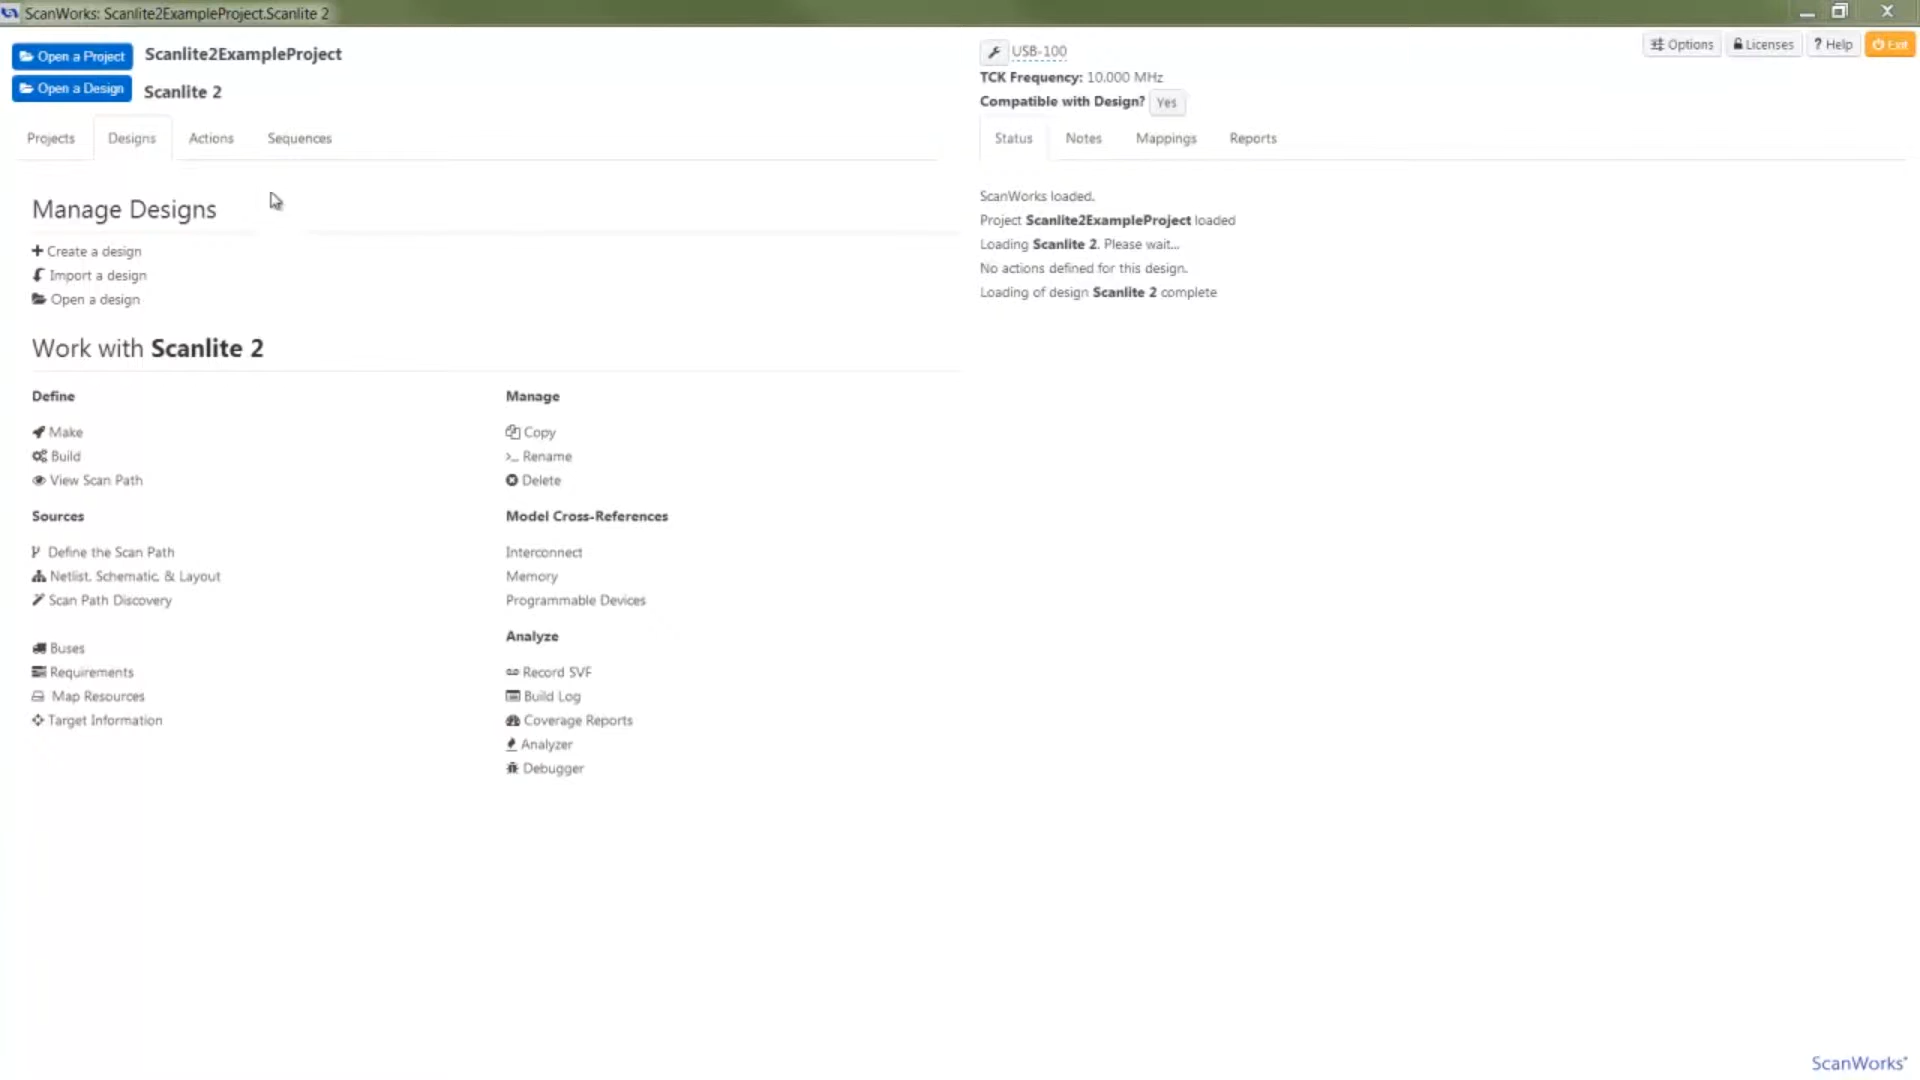 ScanWorks: Scanlite2ExampleProject.Scanlite 2
Open a Project
Scanlite2ExampleProject
Open a Design
Scanlite 2
Projects
Designs
Actions
Sequences
Manage Designs
Create a design
Import a design
Open a design
Work with Scanlite 2
Define
Make
Build
View Scan Path
Sources
Define the Scan Path
Netlist, Schematic, & Layout
Scan Path Discovery
Buses
Requirements
Map Resources
Target Information
Manage
Copy
Rename
Delete
Model Cross-References
Interconnect
Memory
Programmable Devices
Analyze
Record SVF
Build Log
Coverage Reports
Analyzer
Debugger
USB-100
TCK Frequency: 10.000 MHz
Compatible with Design? Yes
Options
Licenses
? Help
Exit
Status
Notes
Mappings
Reports
ScanWorks loaded.
Project Scanlite2ExampleProject loaded
Loading Scanlite 2. Please wait...
No actions defined for this design.
Loading of design Scanlite 2 complete
ScanWorks